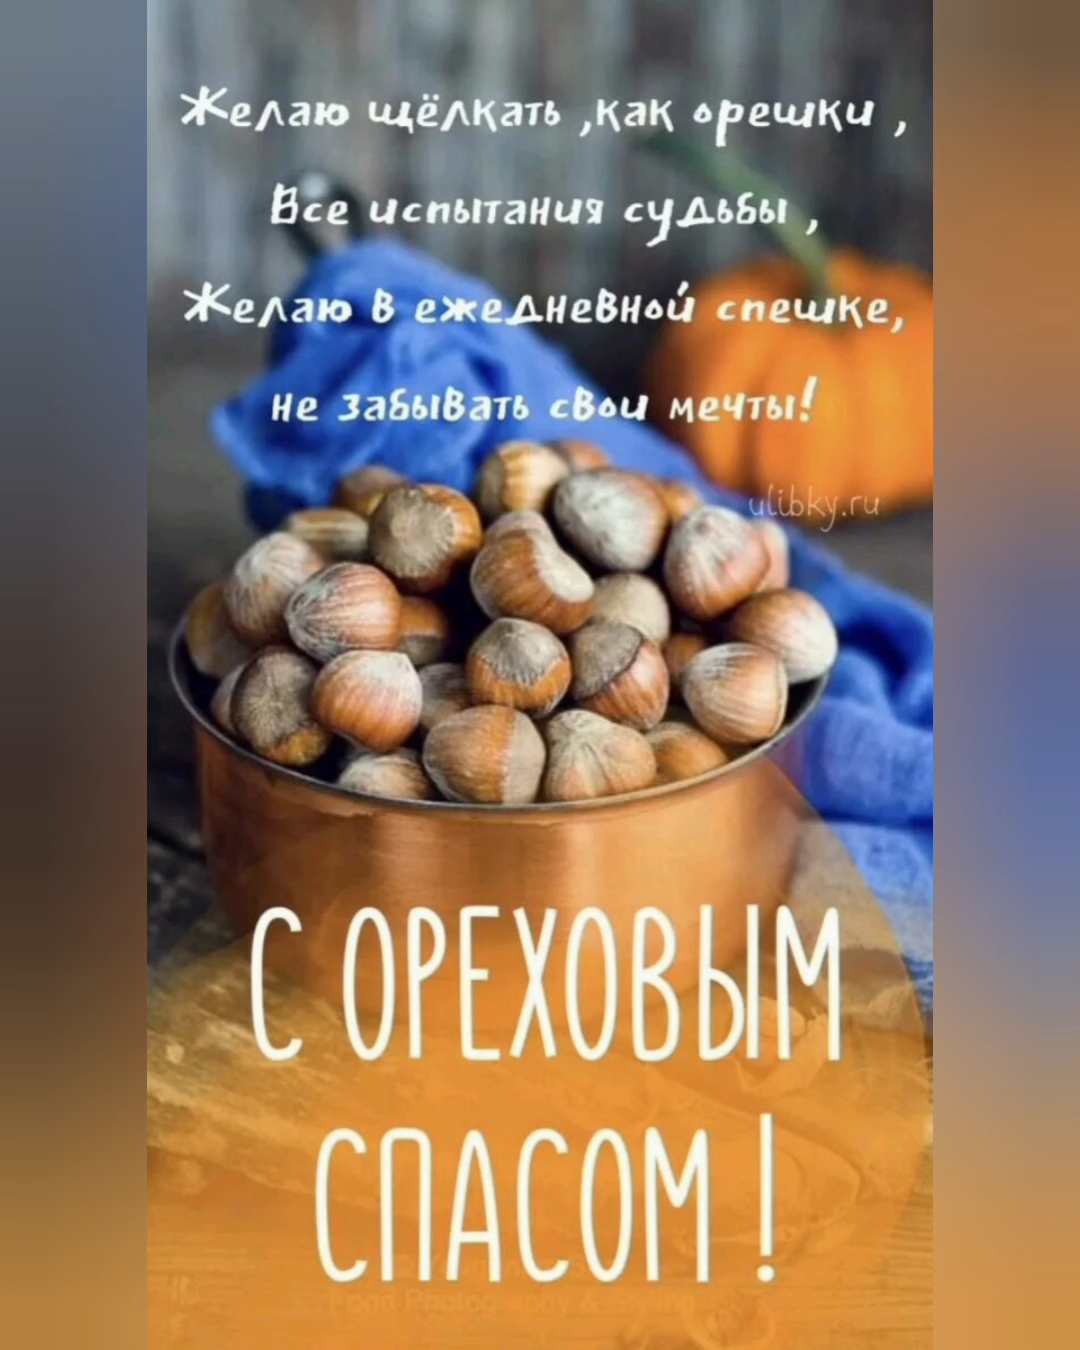 Желаю щёлкать ,как орешки ,
Все испытания судьбы ,
Желаю в ежедневной спешке,
не забывать свои мечты!
ulibky.ru
С ОРЕХОВЫМ
СПАСОМ !